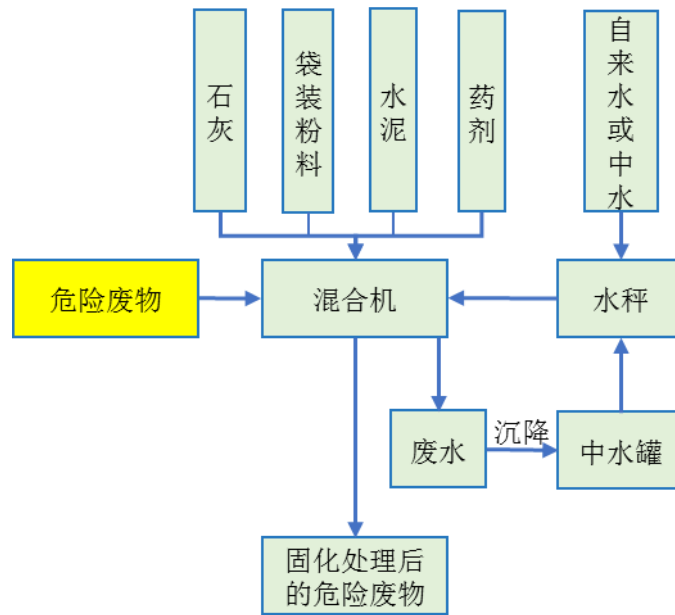 石灰
袋装粉料
水泥
药剂
自来水或中水
危险废物
混合机
水秤
废水
沉降
中水罐
固化处理后
的危险废物